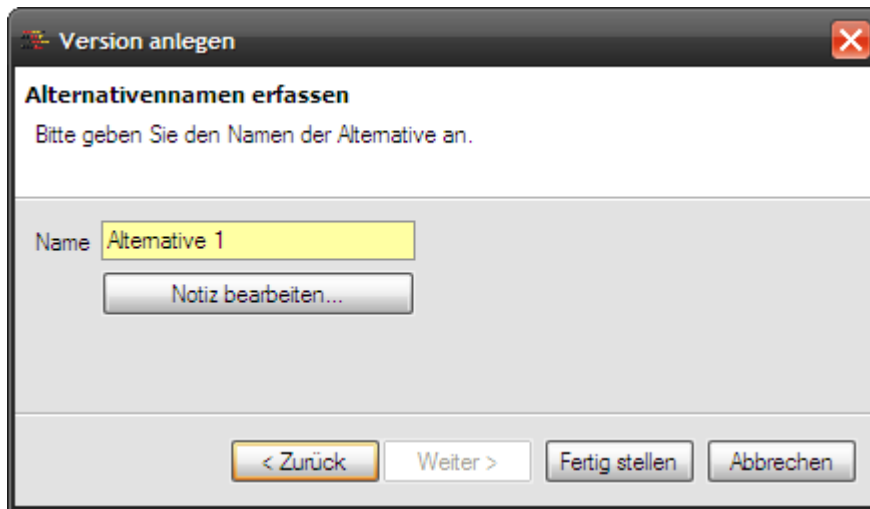 Version anlegen
Alternativennamen erfassen
Bitte geben Sie den Namen der Alternative an.
Name Alternative 1
Notiz bearbeiten...
< Zurück Weiter > Fertig stellen Abbrechen